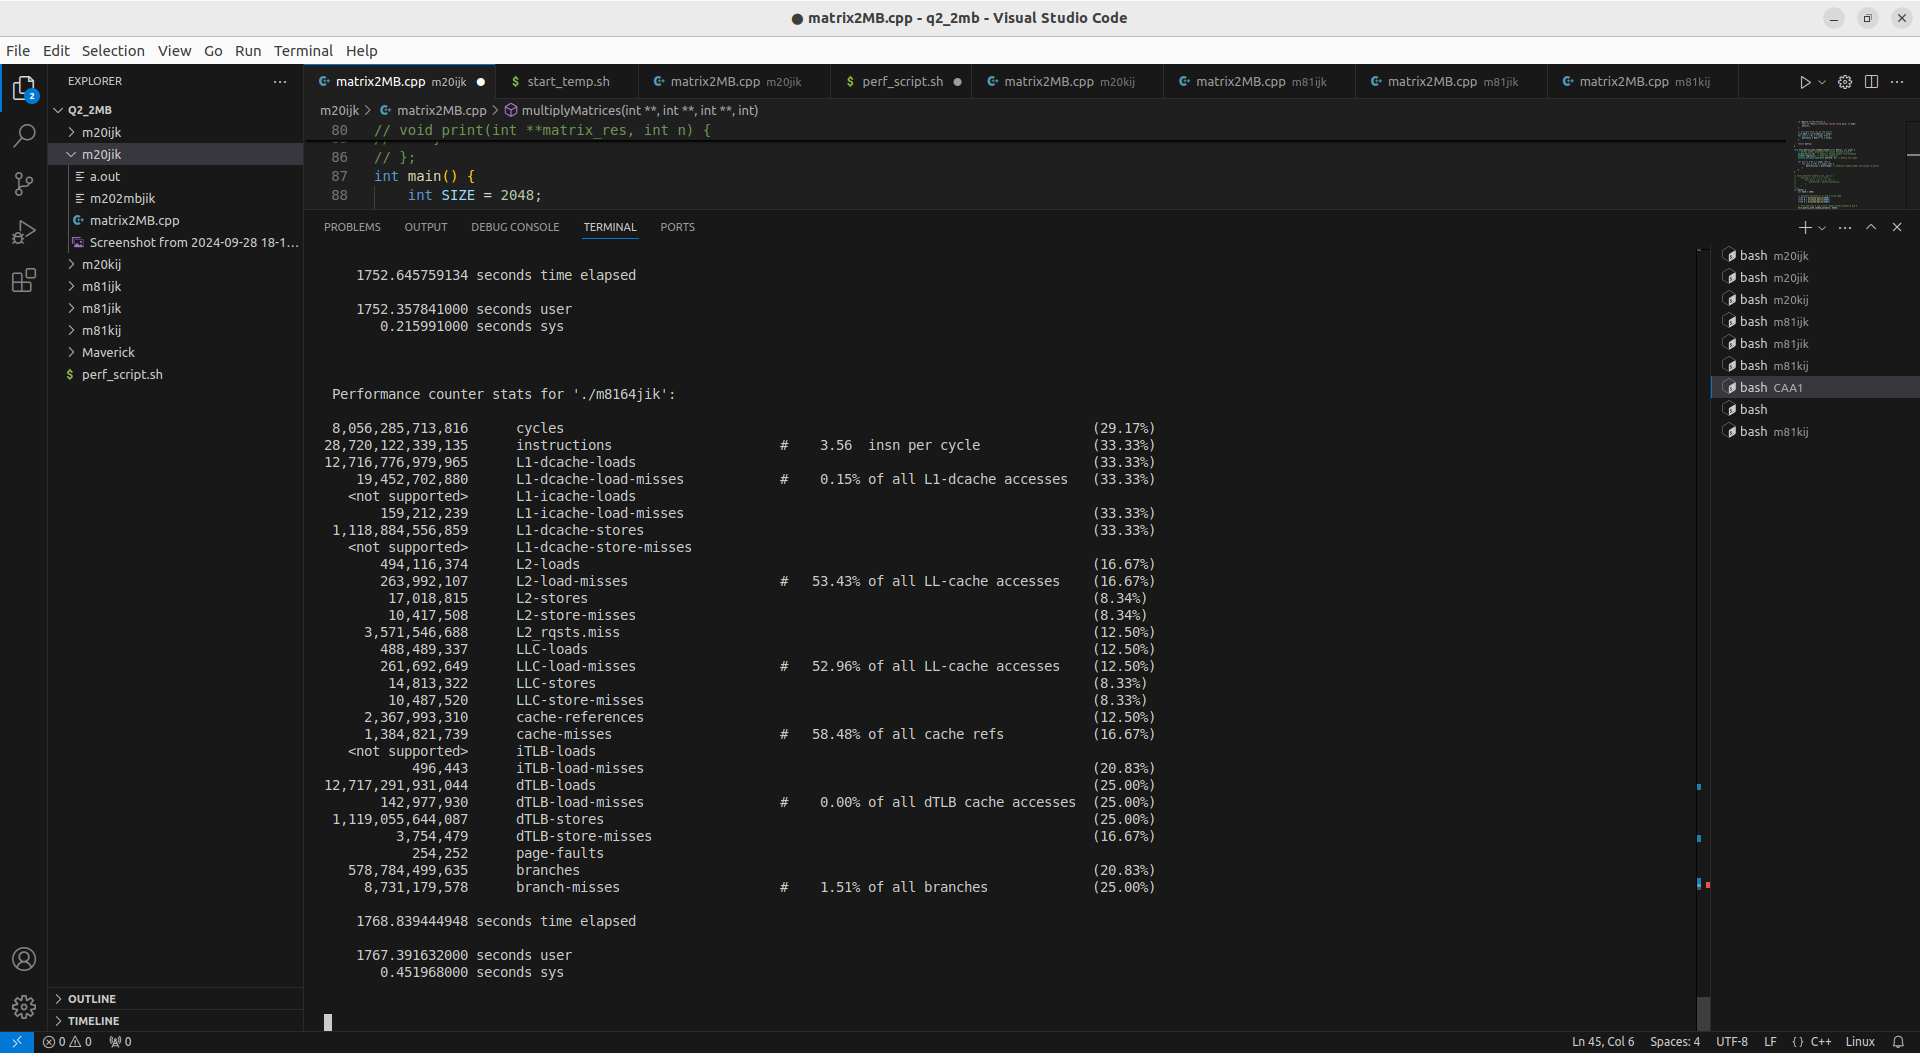 ● matrix2MB.cpp - q2_2mb - Visual Studio Code
File Edit Selection View Go Run Terminal Help
EXPLORER
matrix2MB.cpp m20ijk ●
$ start_temp.sh
matrix2MB.cpp m20jik
$ perf_script.sh ●
matrix2MB.cpp m20kij
matrix2MB.cpp m81ijk
matrix2MB.cpp m81jik
matrix2MB.cpp m81kij
2
Q2_2MB
m20ijk
m20jik
a.out
m202mbjik
matrix2MB.cpp
Screenshot from 2024-09-28 18-1...
m20kij
m81ijk
m81jik
m81kij
Maverick
$ perf_script.sh
OUTLINE
TIMELINE
m20ijk > matrix2MB.cpp > multiplyMatrices(int **, int **, int **, int)
80 // void print(int **matrix_res, int n) {
86 // };
87 int main() {
88 int SIZE = 2048;
PROBLEMS OUTPUT DEBUG CONSOLE TERMINAL PORTS
1752.645759134 seconds time elapsed
1752.357841000 seconds user
0.215991000 seconds sys
Performance counter stats for './m8164jik':
8,056,285,713,816 cycles (29.17%)
28,720,122,339,135 instructions # 3.56 insn per cycle (33.33%)
12,716,776,979,965 L1-dcache-loads (33.33%)
19,452,702,880 L1-dcache-load-misses # 0.15% of all L1-dcache accesses (33.33%)
<not supported> L1-icache-loads
159,212,239 L1-icache-load-misses (33.33%)
1,118,884,556,859 L1-dcache-stores (33.33%)
<not supported> L1-dcache-store-misses
494,116,374 L2-loads (16.67%)
263,992,107 L2-load-misses # 53.43% of all LL-cache accesses (16.67%)
17,018,815 L2-stores (8.34%)
10,417,508 L2-store-misses (8.34%)
3,571,546,688 L2_rqsts.miss (12.50%)
488,489,337 LLC-loads (12.50%)
261,692,649 LLC-load-misses # 52.96% of all LL-cache accesses (12.50%)
14,813,322 LLC-stores (8.33%)
10,487,520 LLC-store-misses (8.33%)
2,367,993,310 cache-references (12.50%)
1,384,821,739 cache-misses # 58.48% of all cache refs (16.67%)
<not supported> iTLB-loads
496,443 iTLB-load-misses (20.83%)
12,717,291,931,044 dTLB-loads (25.00%)
142,977,930 dTLB-load-misses # 0.00% of all dTLB cache accesses (25.00%)
1,119,055,644,087 dTLB-stores (25.00%)
3,754,479 dTLB-store-misses (16.67%)
254,252 page-faults
578,784,499,635 branches (20.83%)
8,731,179,578 branch-misses # 1.51% of all branches (25.00%)
1768.839444948 seconds time elapsed
1767.391632000 seconds user
0.451968000 seconds sys
bash m20ijk
bash m20jik
bash m20kij
bash m81ijk
bash m81jik
bash m81kij
bash CAA1
bash
bash m81kij
0 0 0
Ln 45, Col 6 Spaces: 4 UTF-8 LF {} C++ Linux